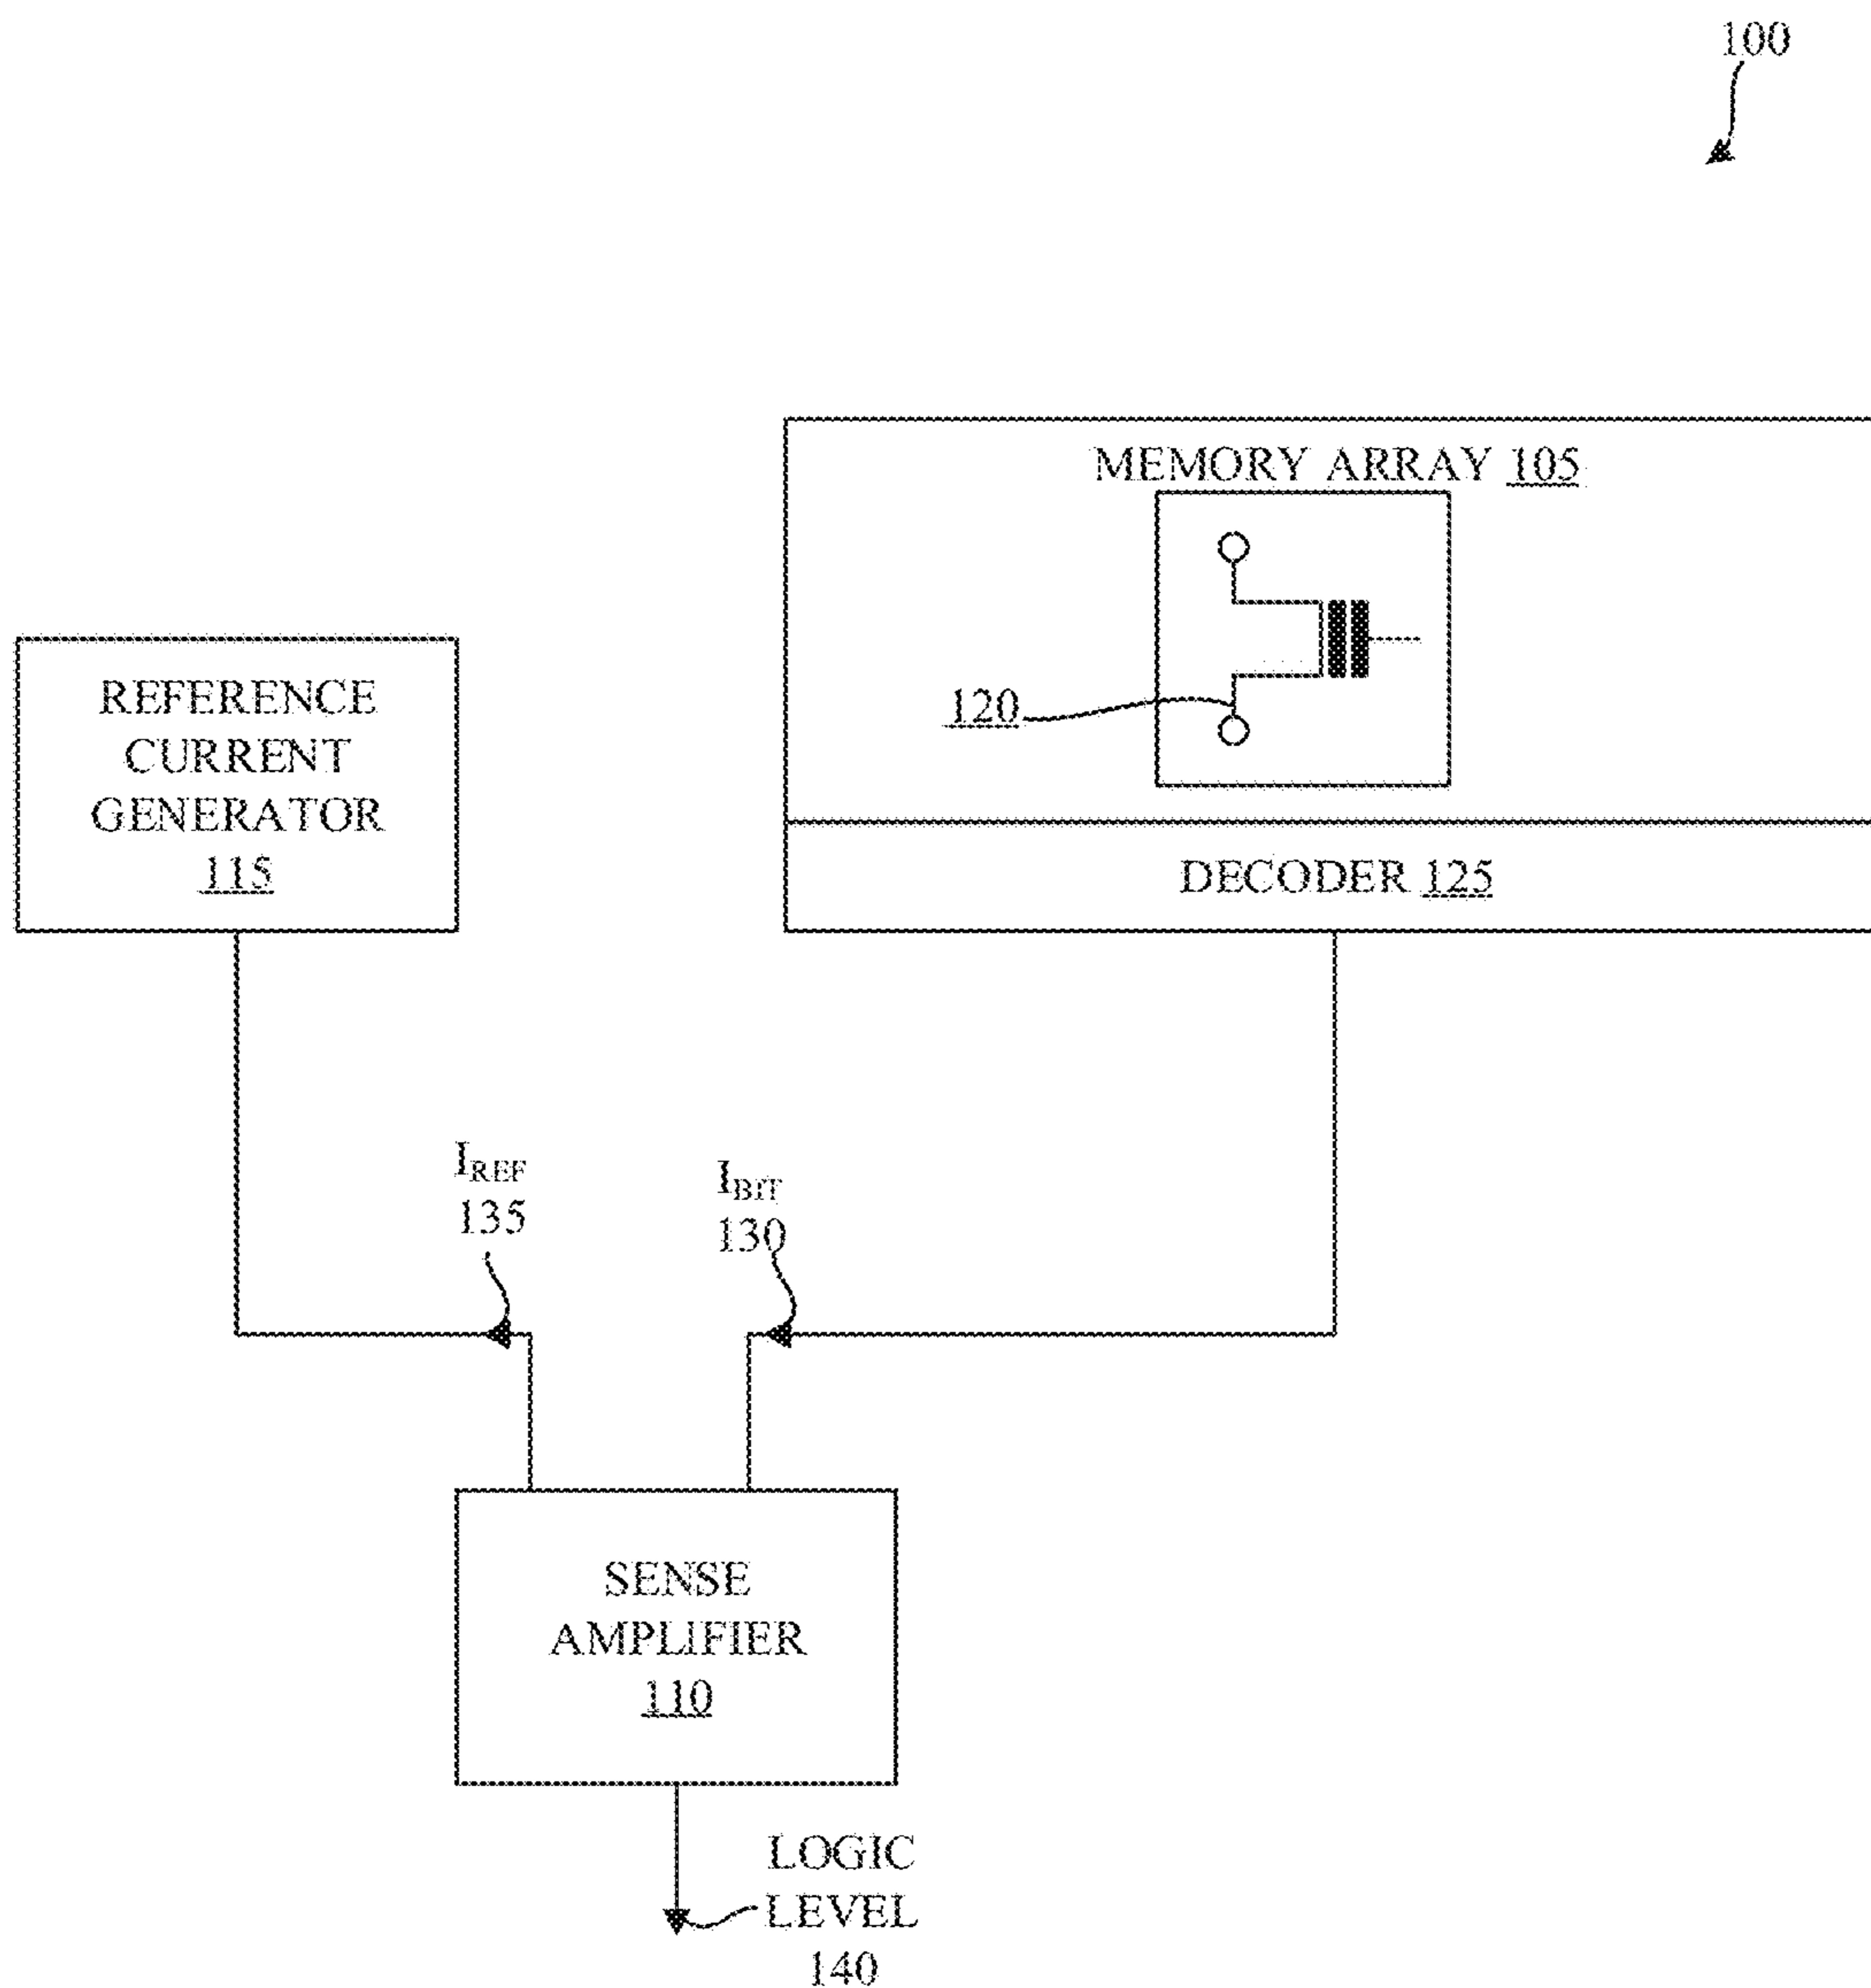 100
MEMORY ARRAY 105
120
REFERENCE
CURRENT
GENERATOR
115
DECODER 125
IREF
135
IBIT
130
SENSE
AMPLIFIER
110
LOGIC
LEVEL
140